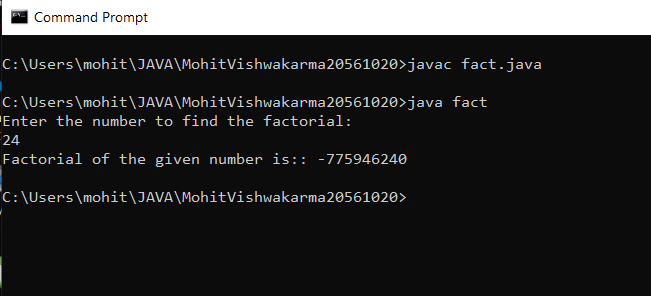 Command Prompt
C:\Users\mohit\JAVA\MohitVishwakarma20561020>javac fact.java
C:\Users\mohit\JAVA\MohitVishwakarma20561020>java fact
Enter the number to find the factorial:
24
Factorial of the given number is:: -775946240
C:\Users\mohit\JAVA\MohitVishwakarma20561020>